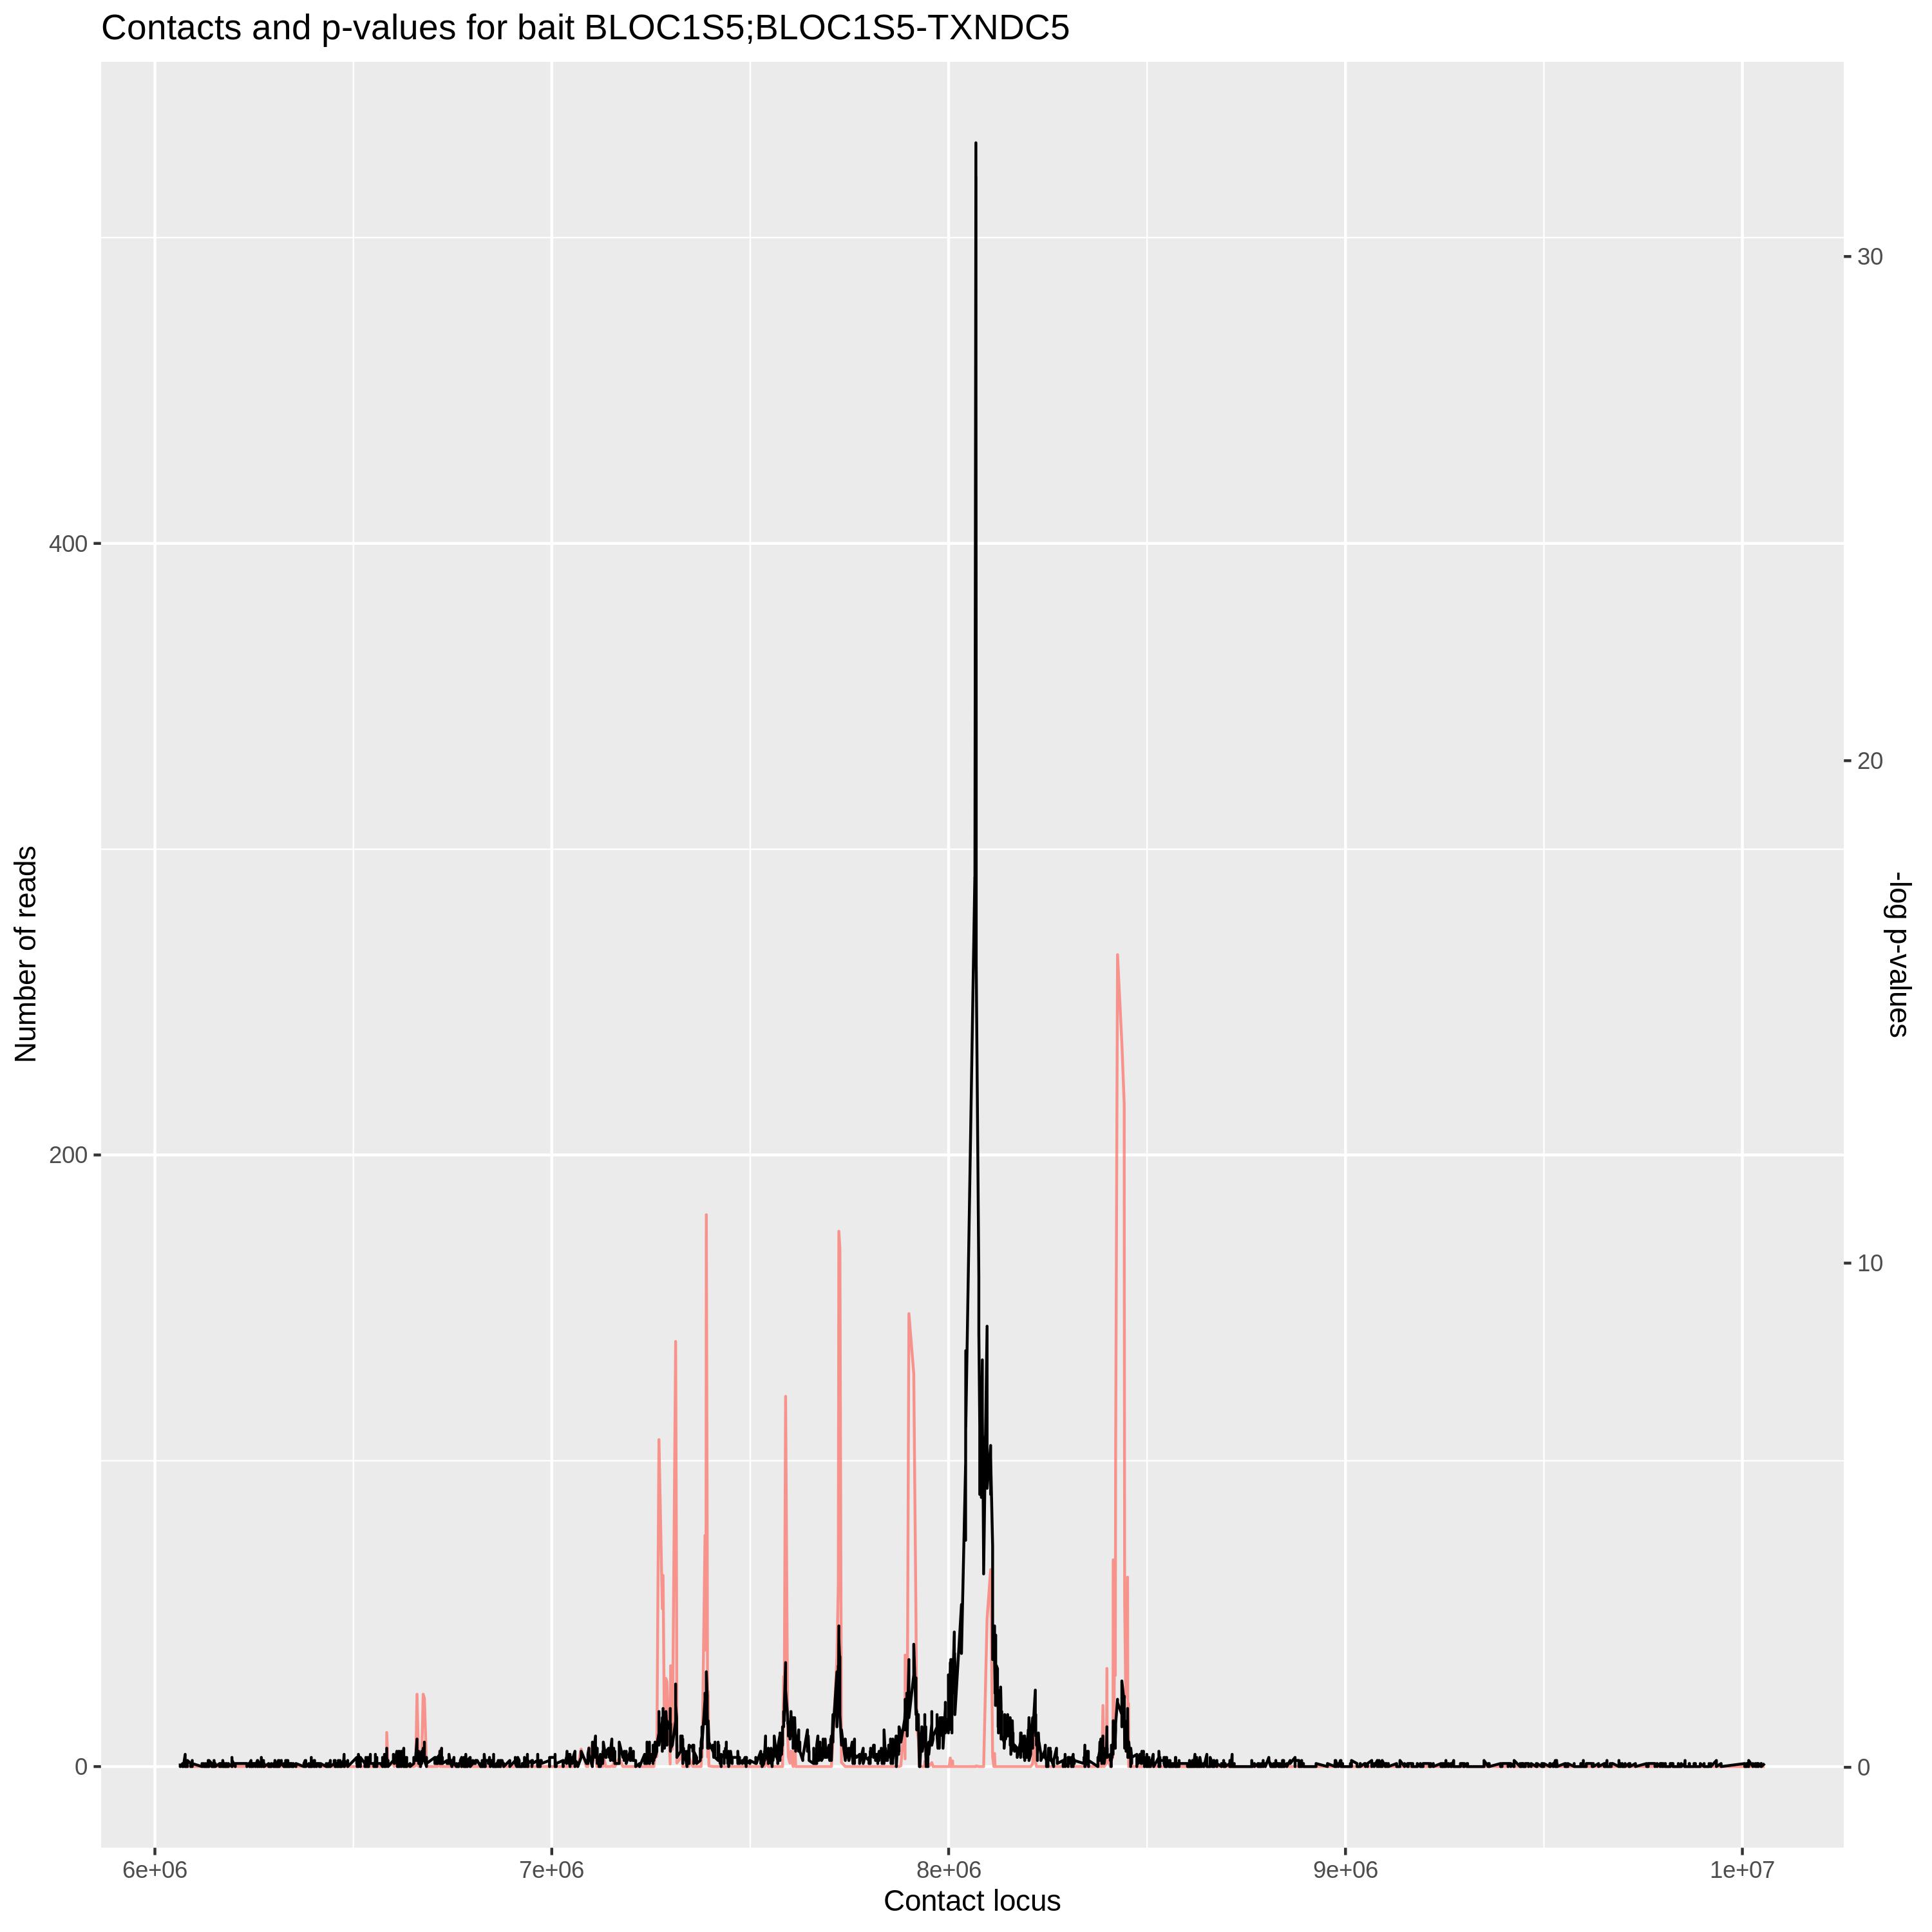 Contacts and p-values for bait BLOC1S5;BLOC1S5-TXNDC5
Number of reads
400
200
0
30
20
10
0
-log p-values
6e+06
7e+06
8e+06
9e+06
1e+07
Contact locus